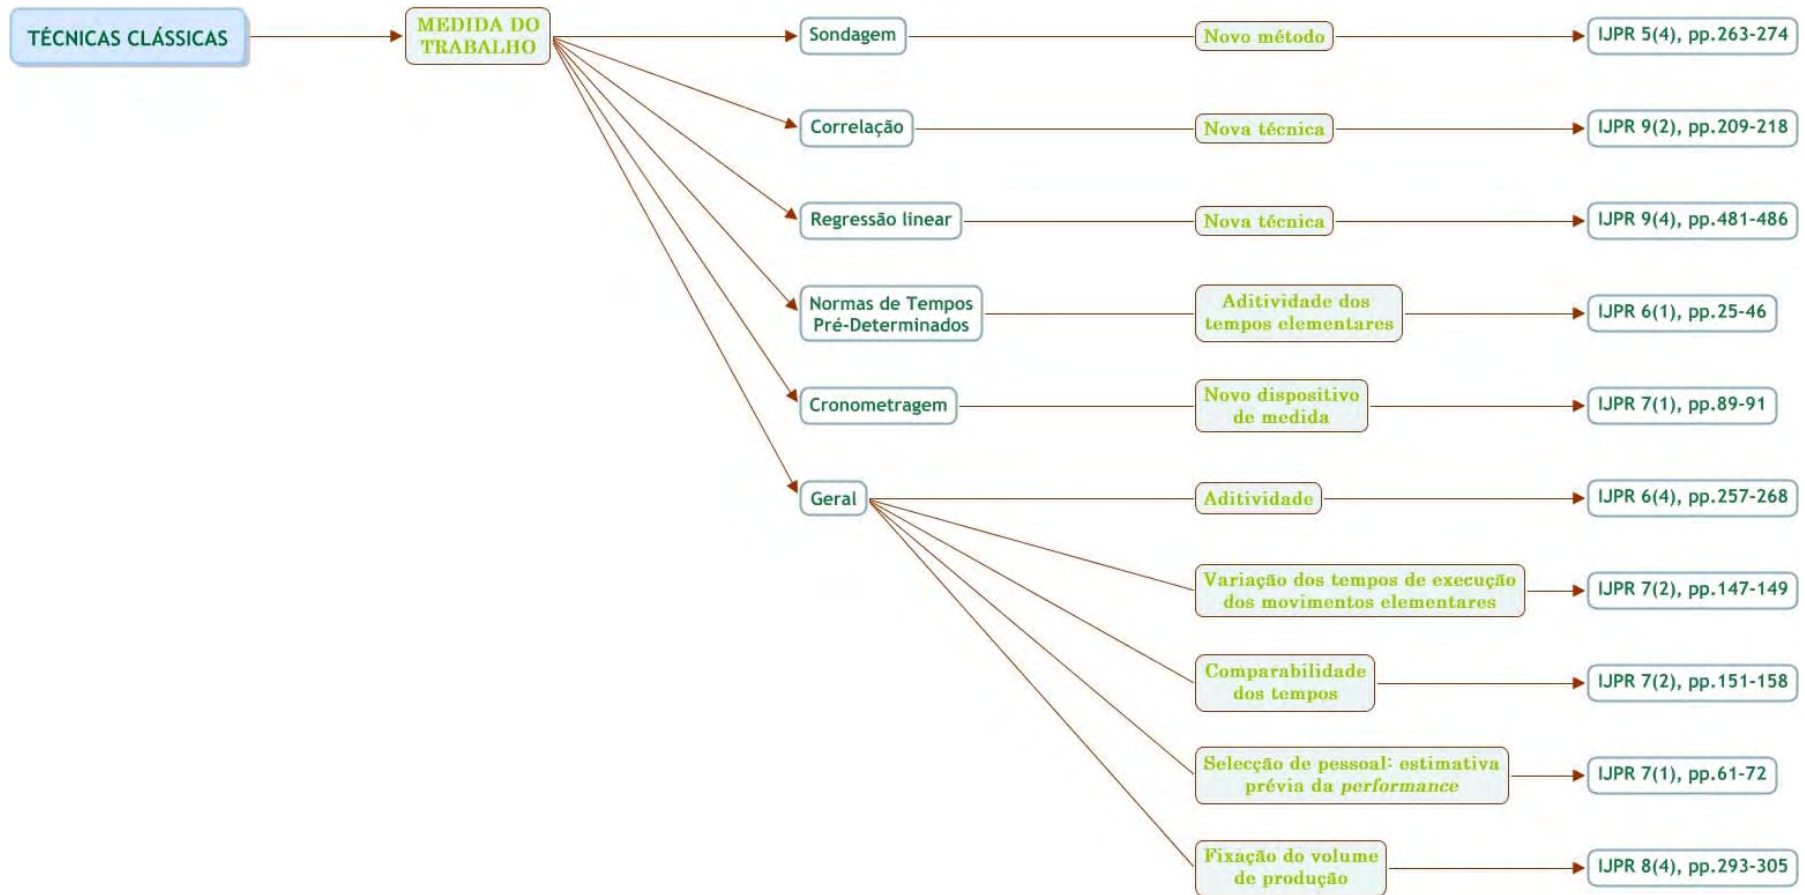 TÉCNICAS CLÁSSICAS
MEDIDA DO
TRABALHO
Sondagem
Novo método
IJPR 5(4), pp.263-274
Correlação
Nova técnica
IJPR 9(2), pp.209-218
Regressão linear
Nova técnica
IJPR 9(4), pp.481-486
Normas de Tempos
Pré-Determinados
Aditividade dos
tempos elementares
IJPR 6(1), pp.25-46
Cronometragem
Novo dispositivo
de medida
IJPR 7(1), pp.89-91
Geral
Aditividade
IJPR 6(4), pp.257-268
Variação dos tempos de execução
dos movimentos elementares
IJPR 7(2), pp.147-149
Comparabilidade
dos tempos
IJPR 7(2), pp.151-158
Selecção de pessoal: estimativa
prévia da performance
IJPR 7(1), pp.61-72
Fixação do volume
de produção
IJPR 8(4), pp.293-305